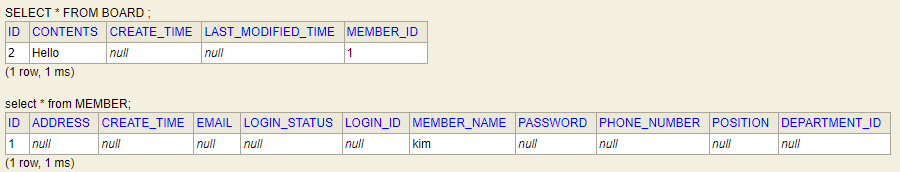 SELECT * FROM BOARD ;
ID CONTENTS CREATE_TIME LAST_MODIFIED_TIME MEMBER_ID
2 Hello null null 1
(1 row, 1 ms)
select * from MEMBER;
ID ADDRESS CREATE_TIME EMAIL LOGIN_STATUS LOGIN_ID MEMBER_NAME PASSWORD PHONE_NUMBER POSITION DEPARTMENT_ID
1 null null null null null kim null null null null
(1 row, 1 ms)